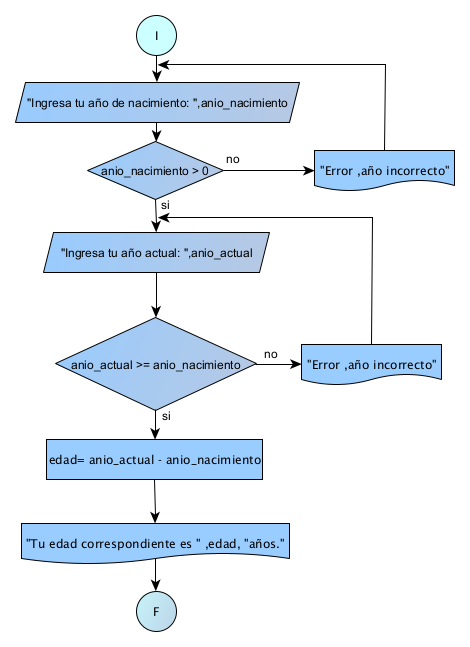 I
"Ingresa tu año de nacimiento: ",anio_nacimiento
anio_nacimiento > 0
no
"Error ,año incorrecto"
si
"Ingresa tu año actual: ",anio_actual
anio_actual >= anio_nacimiento
no
"Error ,año incorrecto"
si
edad= anio_actual - anio_nacimiento
"Tu edad correspondiente es " ,edad, "años."
F